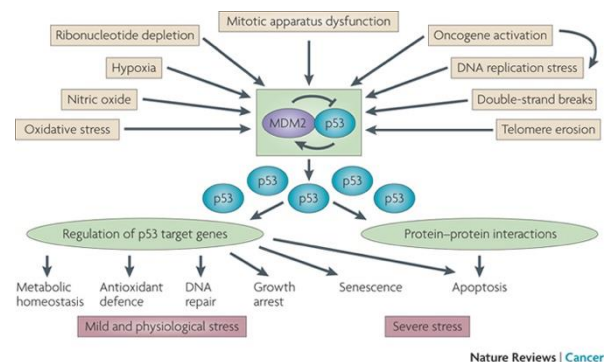 Mitotic apparatus dysfunction
Ribonucleotide depletion
Oncogene activation
Hypoxia
DNA replication stress
Nitric oxide
Double-strand breaks
Oxidative stress
Telomere erosion
MDM2
p53
p53
p53
p53
p53
p53
Regulation of p53 target genes
Protein–protein interactions
Metabolic
homeostasis
Antioxidant
defence
DNA
repair
Growth
arrest
Senescence
Apoptosis
Mild and physiological stress
Severe stress
Nature Reviews | Cancer